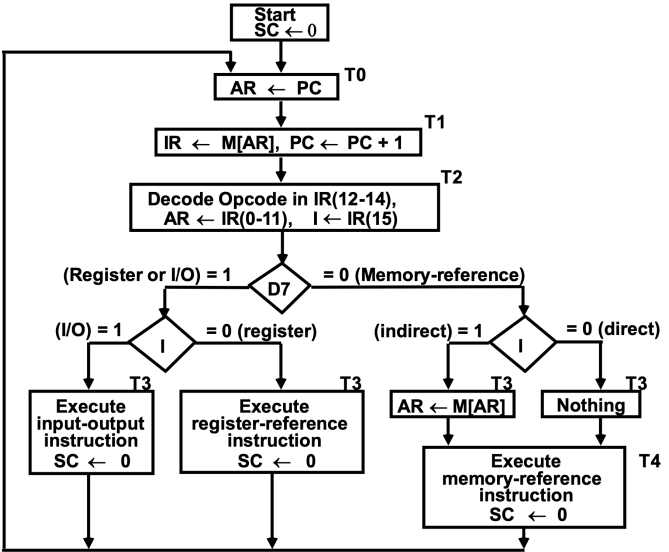 Start
SC ← 0
T0
AR ← PC
T1
IR ← M[AR], PC ← PC + 1
T2
Decode Opcode in IR(12-14),
AR ← IR(0-11), I ← IR(15)
(Register or I/O) = 1
D7
= 0 (Memory-reference)
(I/O) = 1
I
= 0 (register)
(indirect) = 1
I
= 0 (direct)
T3
Execute
input-output
instruction
SC ← 0
T3
Execute
register-reference
instruction
SC ← 0
T3
AR ← M[AR]
T3
Nothing
T4
Execute
memory-reference
instruction
SC ← 0